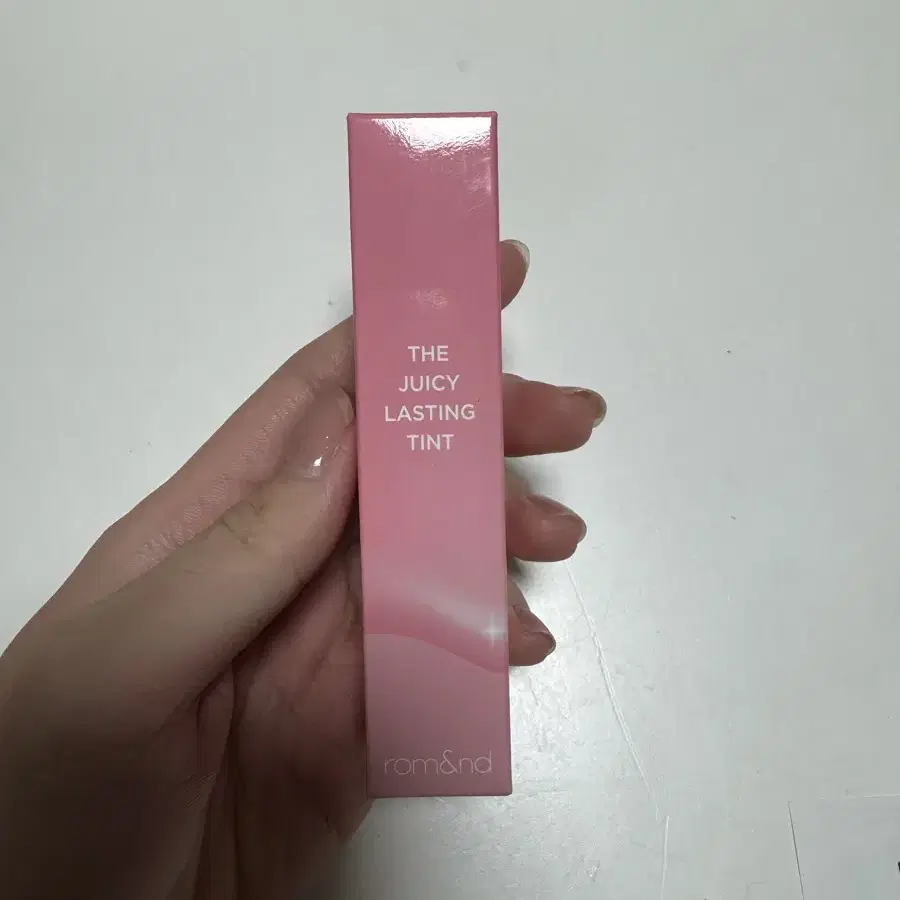 THE
JUICY
LASTING
TINT
rom&nd